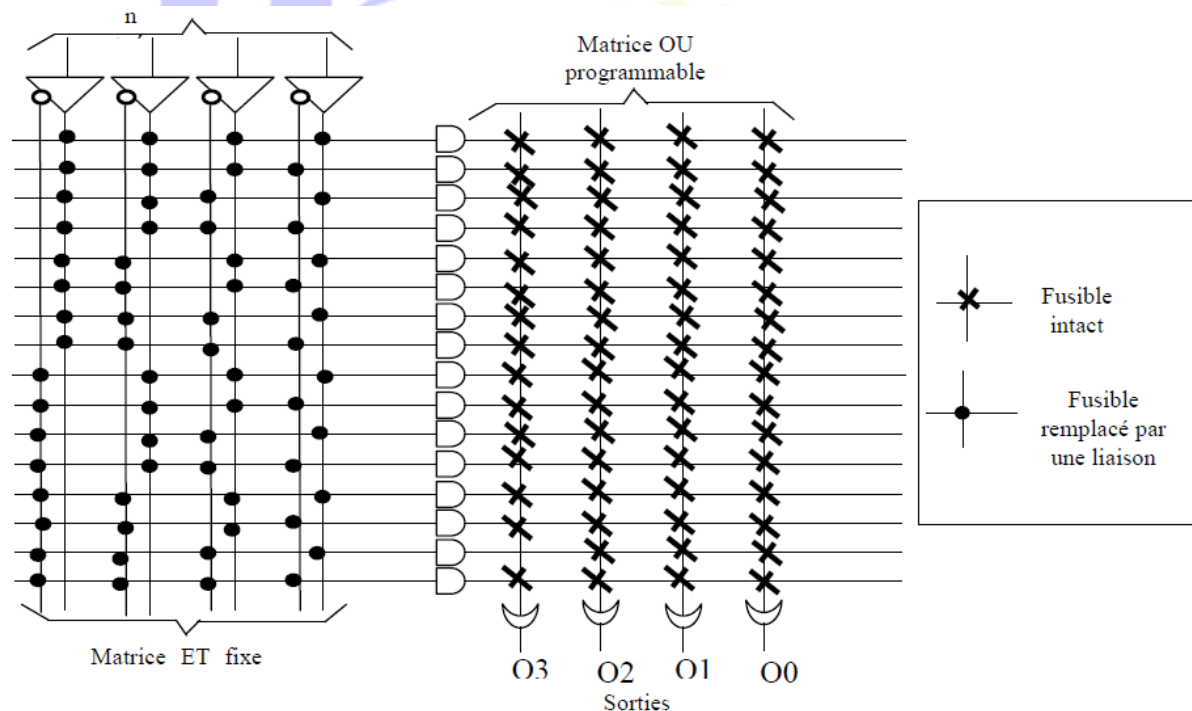 n
Matrice OU
programmable
Fusible
intact
Fusible
remplacé par
une liaison
Matrice ET fixe
O3 O2 O1 O0
Sorties